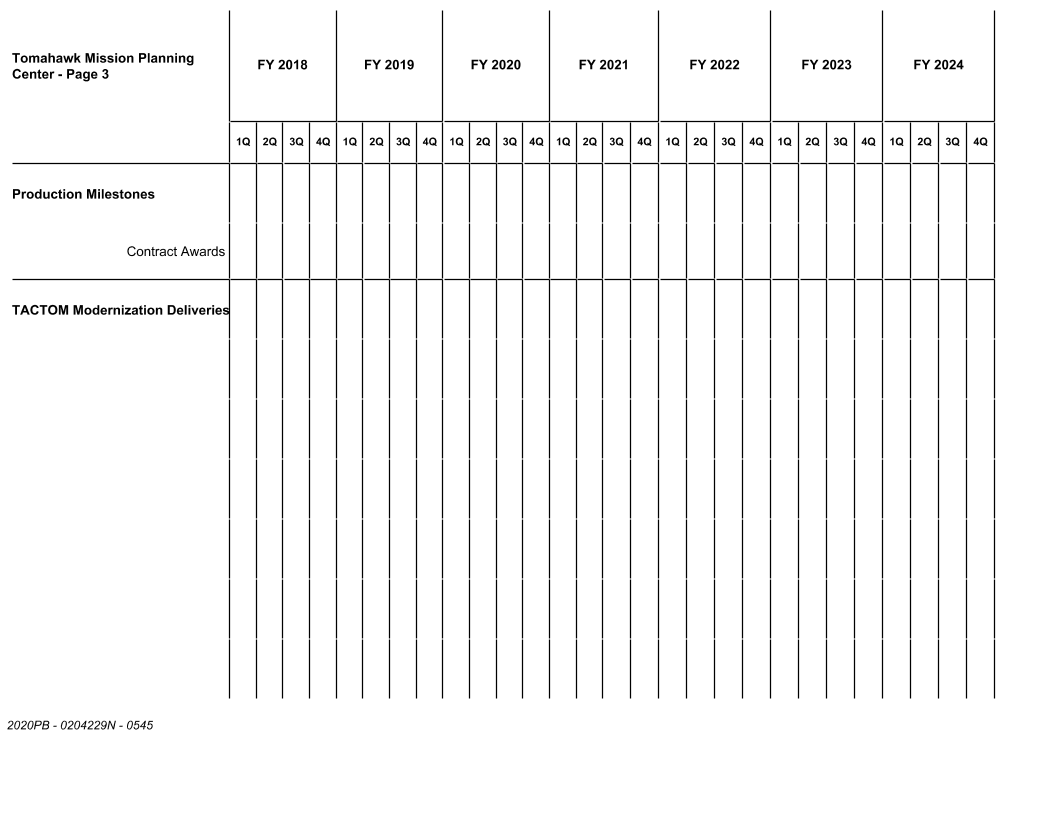 Tomahawk Mission Planning
Center - Page 3
FY 2018 FY 2019 FY 2020 FY 2021 FY 2022 FY 2023 FY 2024
1Q 2Q 3Q 4Q 1Q 2Q 3Q 4Q 1Q 2Q 3Q 4Q 1Q 2Q 3Q 4Q 1Q 2Q 3Q 4Q 1Q 2Q 3Q 4Q 1Q 2Q 3Q 4Q
Production Milestones
Contract Awards
TACTOM Modernization Deliveries
2020PB - 0204229N - 0545